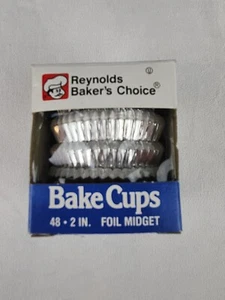 Reynolds
Baker's Choice®
Bake Cups
48 • 2 IN. FOIL MIDGET